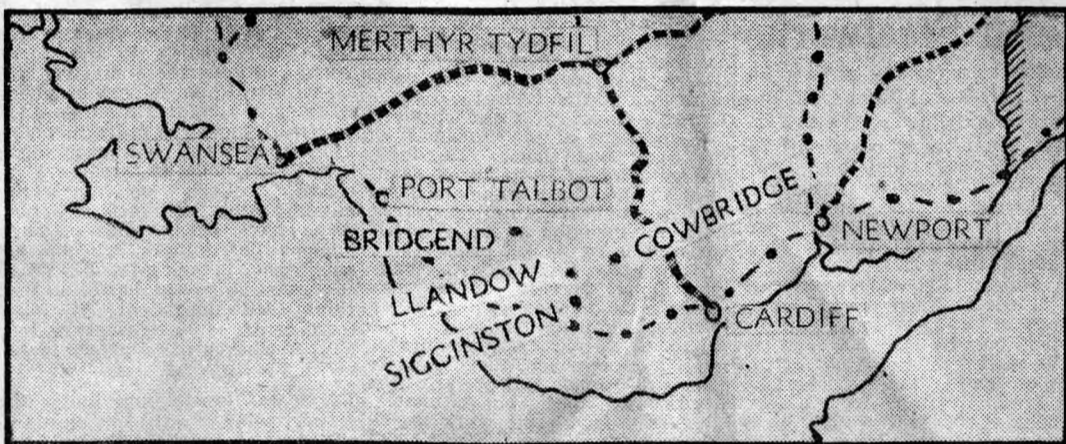 MERTHYR TYDFIL
SWANSEA
PORT TALBOT
COWBRIDGE
BRIDGEND
NEWPORT
LLANDOW
SIGGINSTON
CARDIFF